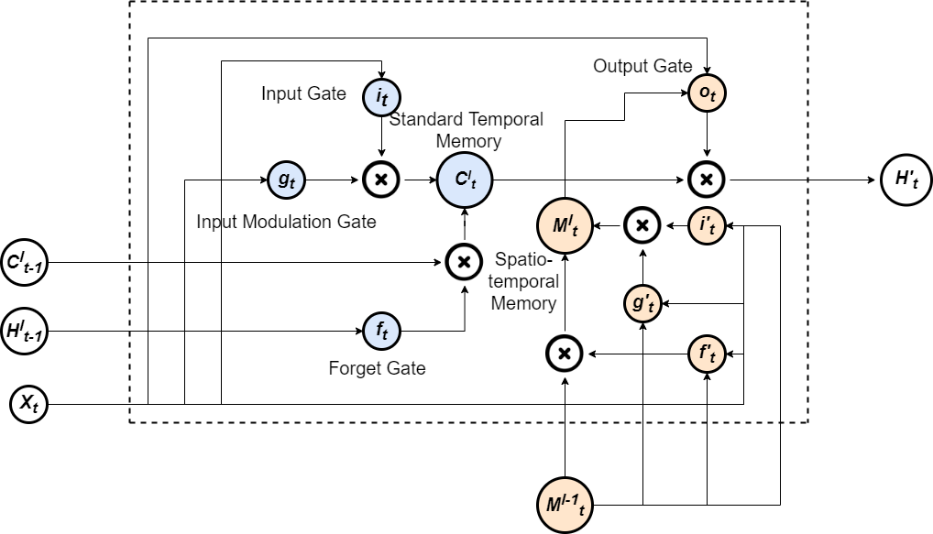 Output Gate
o_t
Input Gate
i_t
Standard Temporal
Memory
g_t
C^l_t
H'_t
Input Modulation Gate
M^l_t
i'_t
C^l_{t-1}
Spatio-
temporal
Memory
g'_t
H^l_{t-1}
f_t
f'_t
Forget Gate
X_t
M^{l-1}_t